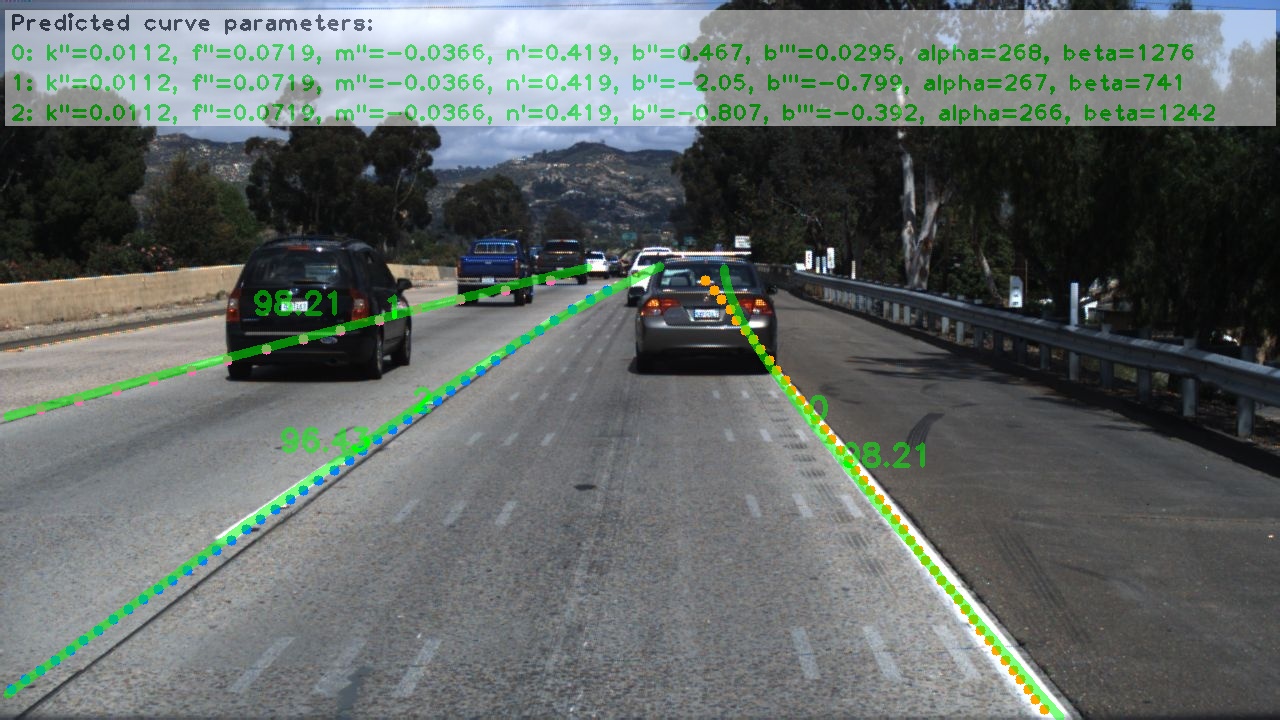 Predicted curve parameters:
0: k''=0.0112, f''=0.0719, m''=-0.0366, n'=0.419, b''=0.467, b'''=0.0295, alpha=268, beta=1276
1: k''=0.0112, f''=0.0719, m''=-0.0366, n'=0.419, b''=-2.05, b'''=-0.799, alpha=267, beta=741
2: k''=0.0112, f''=0.0719, m''=-0.0366, n'=0.419, b''=-0.807, b'''=-0.392, alpha=266, beta=1242
98.21
1
2
0
96.43
98.21